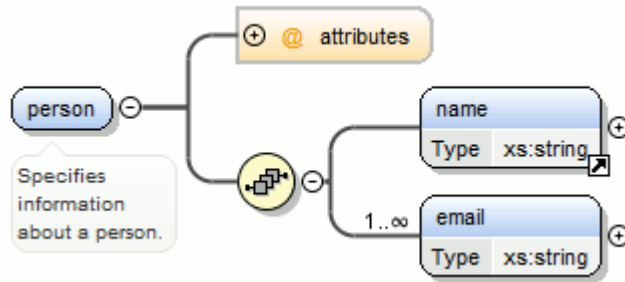 @ attributes
person
name
Type xs:string
Specifies
information
about a person.
1..∞
email
Type xs:string